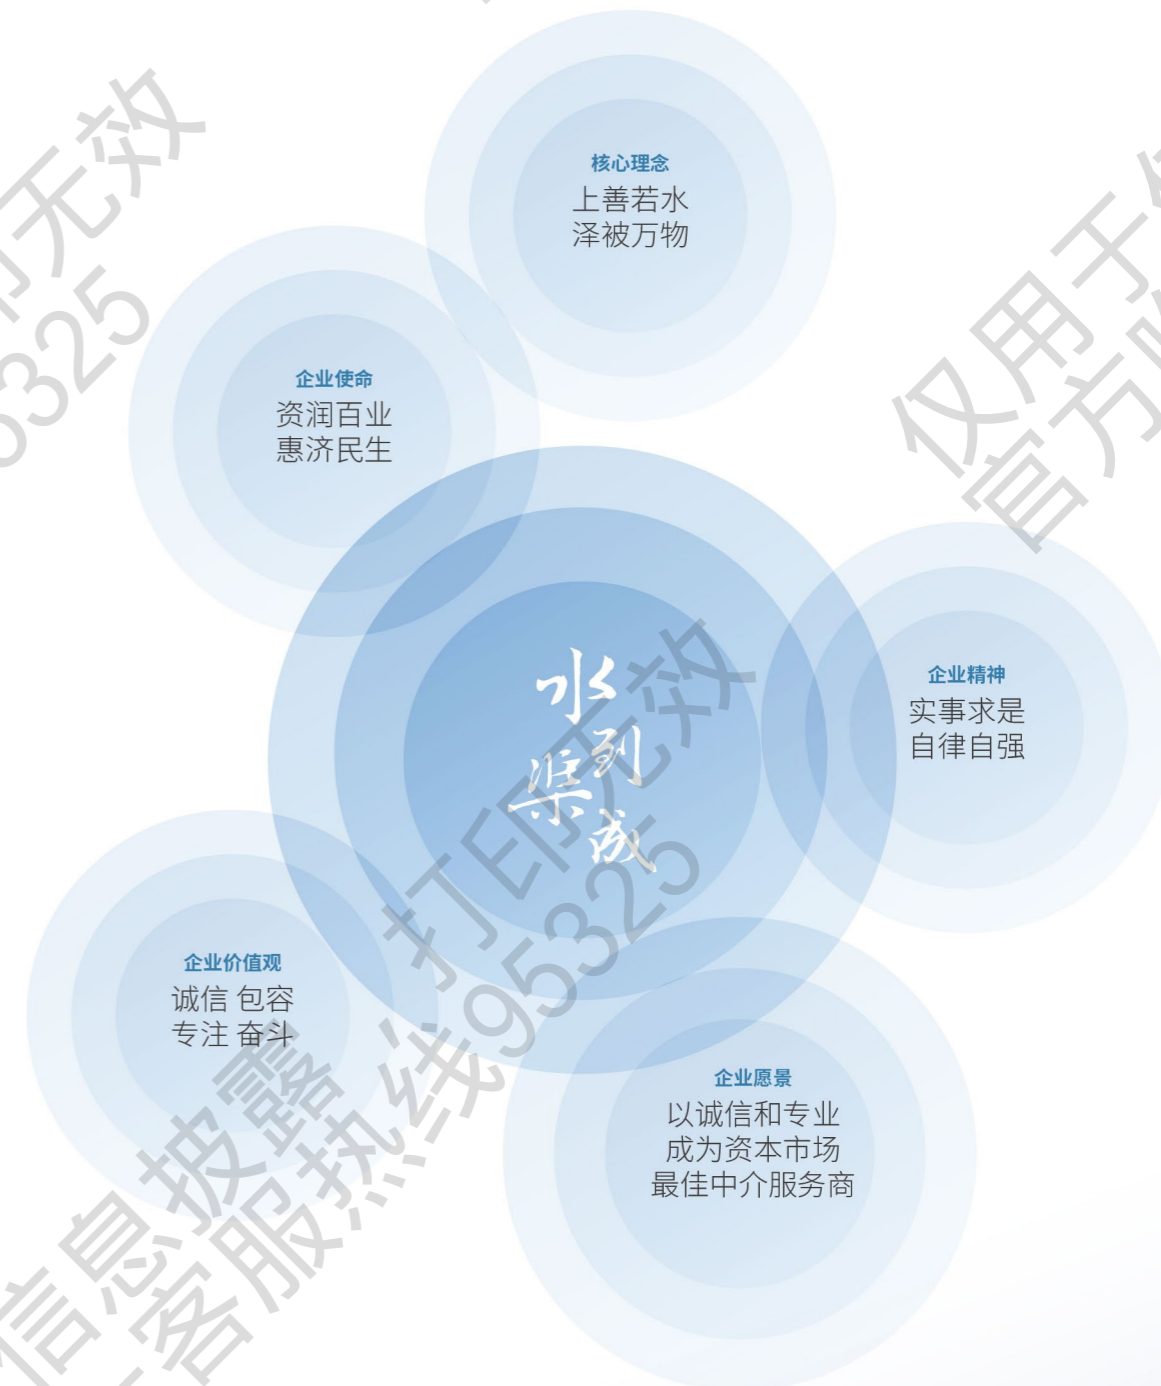 核心理念
上善若水
泽被万物
企业使命
资润百业
惠济民生
水到渠成
企业精神
实事求是
自律自强
企业价值观
诚信 包容
专注 奋斗
企业愿景
以诚信和专业
成为资本市场
最佳中介服务商
仅用于
官方
信息披露 打印无效
客服热线95325
印无效
5325